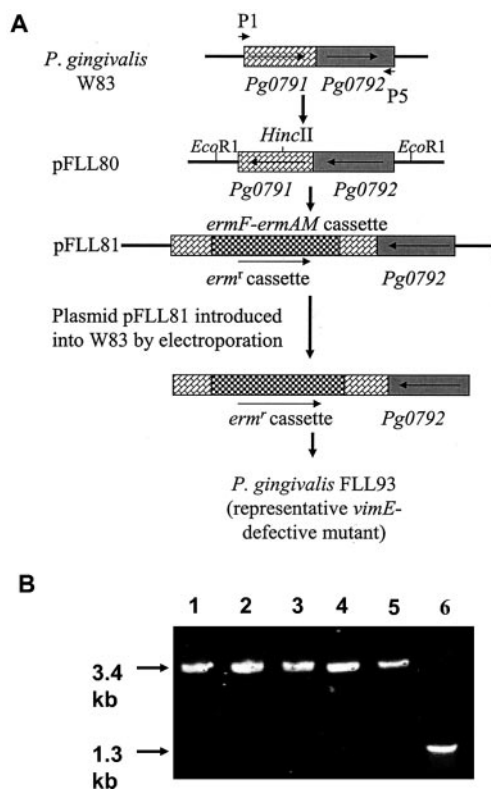 A
P1
P. gingivalis
W83
Pg0791 Pg0792
P5
HincII
EcoR1 EcoR1
pFLL80
Pg0791 Pg0792
ermF-ermAM cassette
pFLL81
ermr cassette
Pg0792
Plasmid pFLL81 introduced
into W83 by electroporation
ermr cassette
Pg0792
P. gingivalis FLL93
(representative vimE-
defective mutant)
B
1 2 3 4 5 6
3.4
kb
1.3
kb